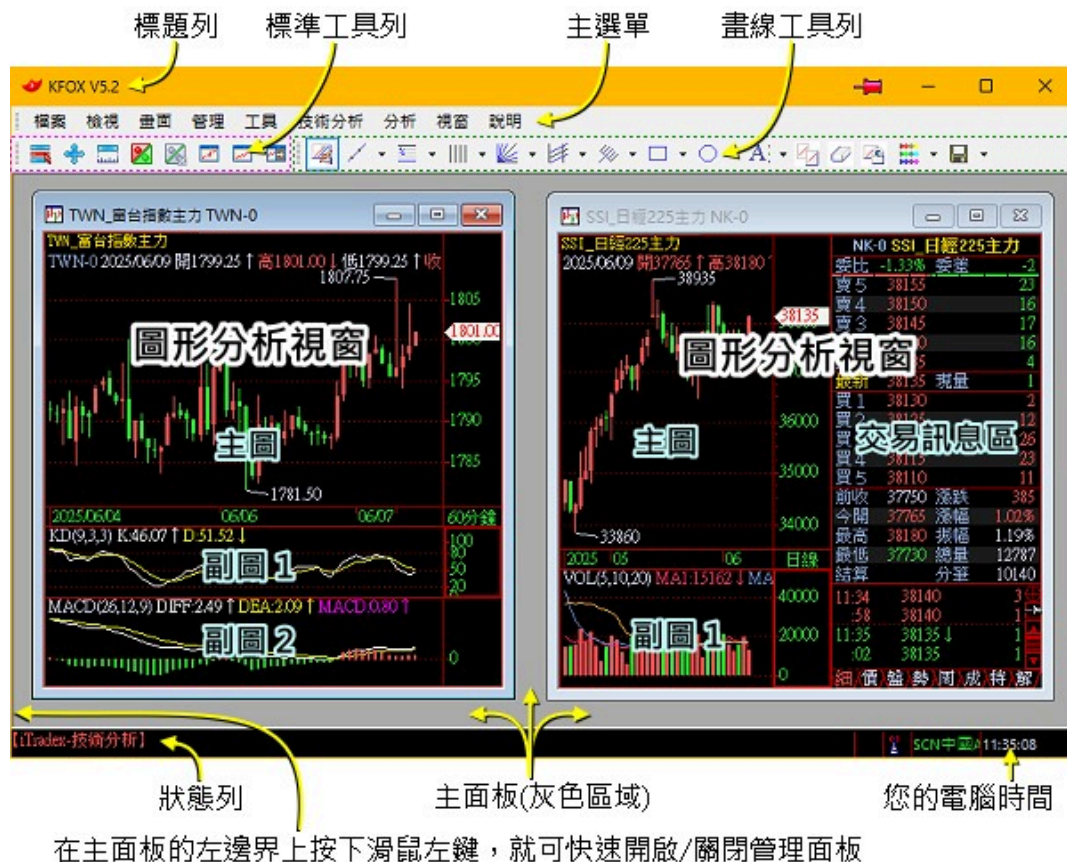 標題列 標準工具列 主選單 畫線工具列
KFOX V5.2
檔案 檢視 畫面 管理 工具 技術分析 分析 視窗 說明
TWN_富台指數主力 TWN-0
TWN_富台指數主力
TWN-0 2025/06/09 開1799.25↑高1801.00↓低1799.25↑收
1807.75
1805
1801.00
圖形分析視窗
1795
1790
主圖
1785
1781.50
2025/06/04 06/06 06/07 60分鐘
KD(9,3,3) K:46.07↑D:51.52↓
100
80
50
20
副圖1
MACD(26,12,9) DIFF:2.49↑DEA:2.09↑MACD:0.80↑
副圖2
0
SSI_日經225主力 NK-0
SSI_日經225主力
2025/06/09 開37765↑高38180
38935
38135
圖形分析視窗
36000
主圖
35000
34000
33860
2025 05 06 日線
VOL(5,10,20) MA1:15162↓MA
40000
副圖1
20000
0
NK-0 SSI_日經225主力
委比 -1.33% 委差 -2
賣5 38155 23
賣4 38150 16
賣3 38145 17
16
4
最新 38135 現量 1
買1 38130 2
買2 38125 12
26
交易訊息區
買4 38115 23
買5 38110 11
前收 37750 漲跌 385
今開 37765 漲幅 1.02%
最高 38180 振幅 1.19%
最低 37730 總量 12787
結算 分筆 10140
11:34 38140 3
:58 38140 1
11:35 38135↓ 1
:02 38135 1
細 價 盤 勢 周 成 特 解
【iTradex-技術分析】
SCN中國A 11:35:08
狀態列 主面板(灰色區域) 您的電腦時間
在主面板的左邊界上按下滑鼠左鍵，就可快速開啟/關閉管理面板